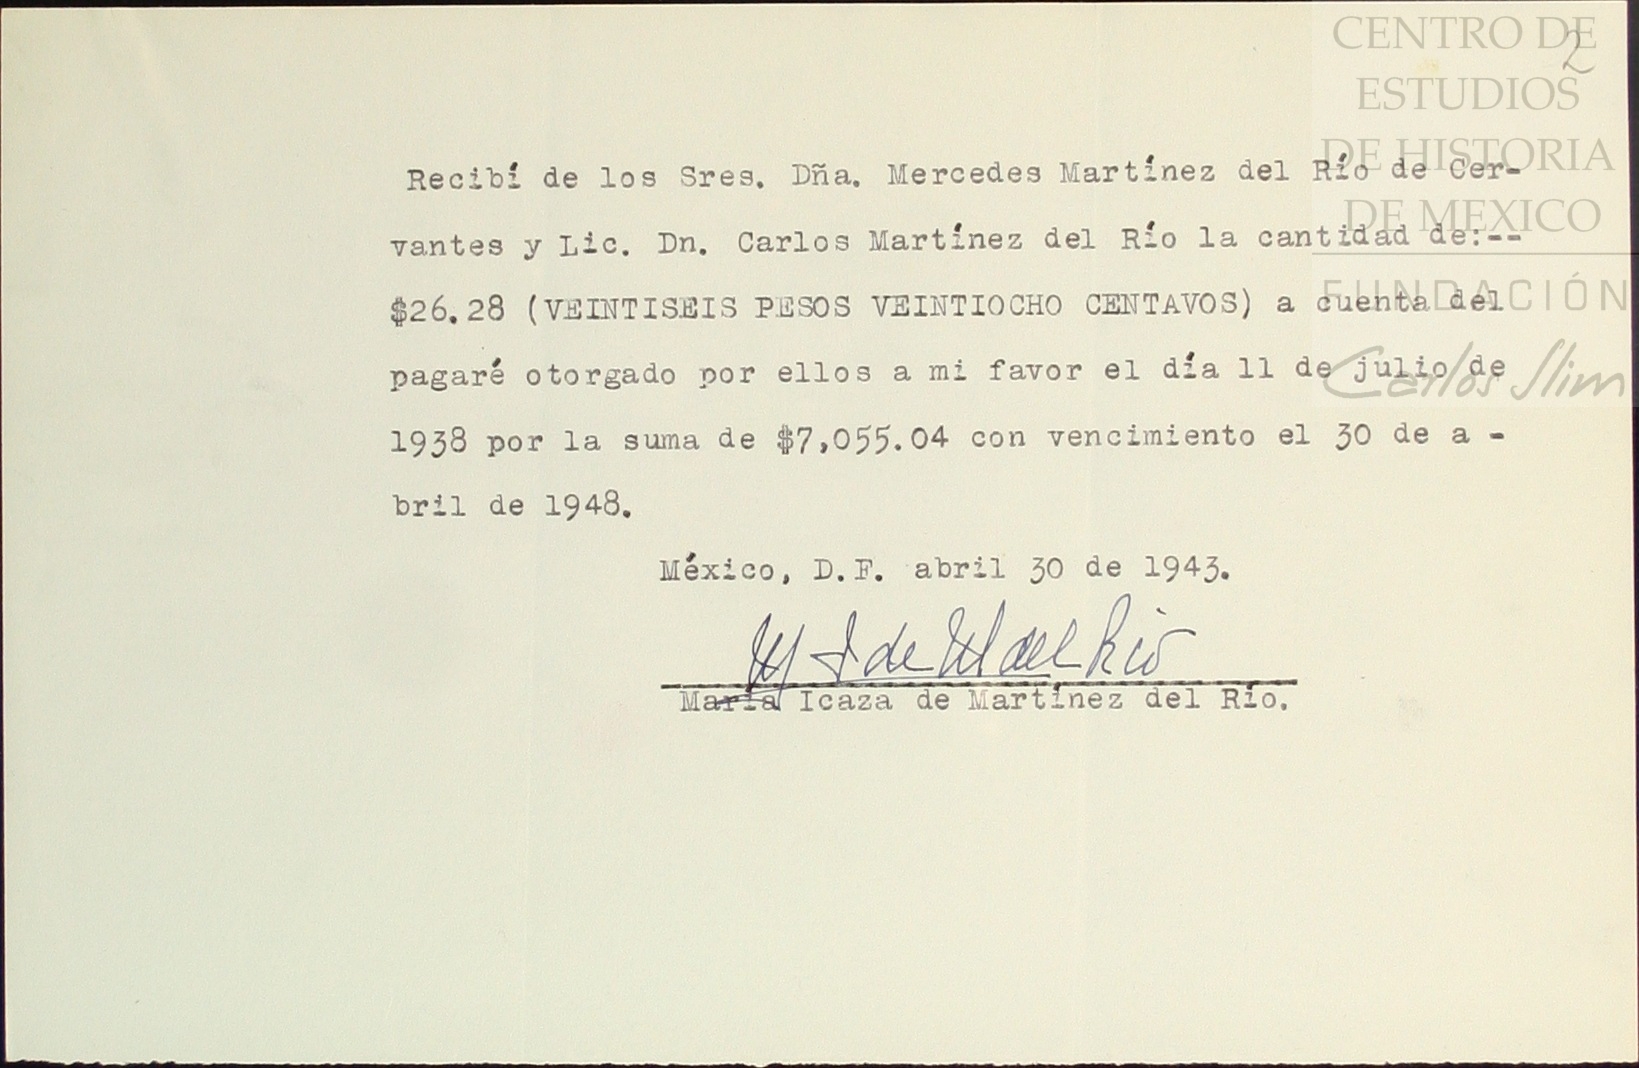 CENTRO DE
ESTUDIOS
DE HISTORIA
DE MEXICO
FUNDACIÓN
Carlos Slim
2
Recibí de los Sres. Dña. Mercedes Martínez del Río de Cer-
vantes y Lic. Dn. Carlos Martínez del Río la cantidad de:--
$26.28 (VEINTISEIS PESOS VEINTIOCHO CENTAVOS) a cuenta del
pagaré otorgado por ellos a mi favor el día 11 de julio de
1938 por la suma de $7,055.04 con vencimiento el 30 de a -
bril de 1948.
México, D.F. abril 30 de 1943.
M I de M del Rio
María Icaza de Martínez del Río.